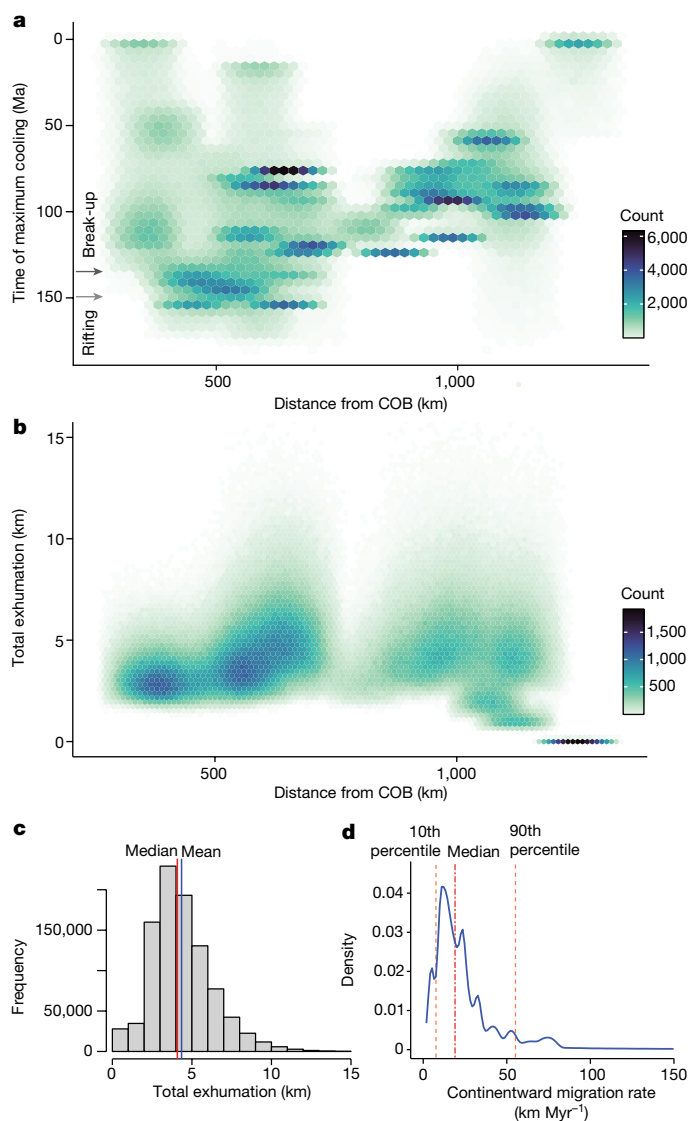 a
0
50
100
150
Time of maximum cooling (Ma)
Break-up
Rifting
500
1,000
Distance from COB (km)
Count
6,000
4,000
2,000
b
15
10
5
0
Total exhumation (km)
500
1,000
Distance from COB (km)
Count
1,500
1,000
500
c
Median
Mean
150,000
50,000
0
Frequency
0
5
10
15
Total exhumation (km)
d
10th
percentile
Median
90th
percentile
0.04
0.03
0.02
0.01
0
Density
0
50
100
150
Continentward migration rate
(km Myr⁻¹)